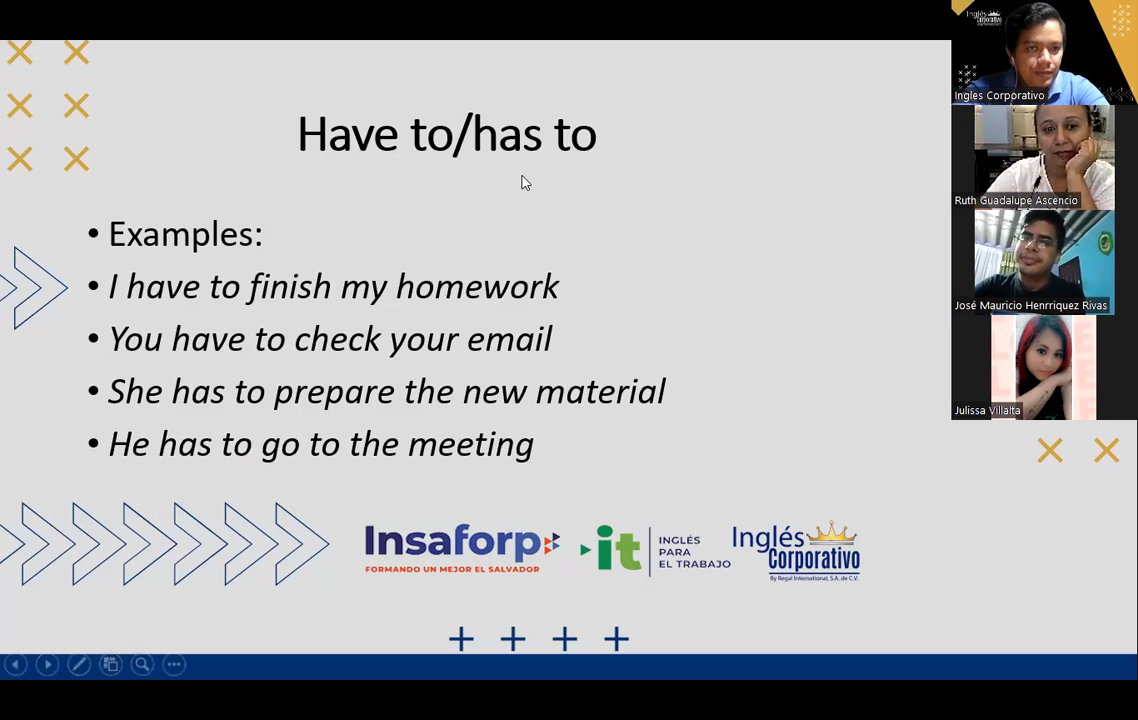 Have to/has to
• Examples:
• I have to finish my homework
• You have to check your email
• She has to prepare the new material
• He has to go to the meeting
Insaforp
FORMANDO UN MEJOR EL SALVADOR
it
INGLÉS
PARA
EL TRABAJO
Inglés
Corporativo
By Regal International, S.A. de C.V.
Inglés
Corporativo
Ingles Corporativo
Ruth Guadalupe Ascencio
José Mauricio Henrriquez Rivas
Julissa Villalta